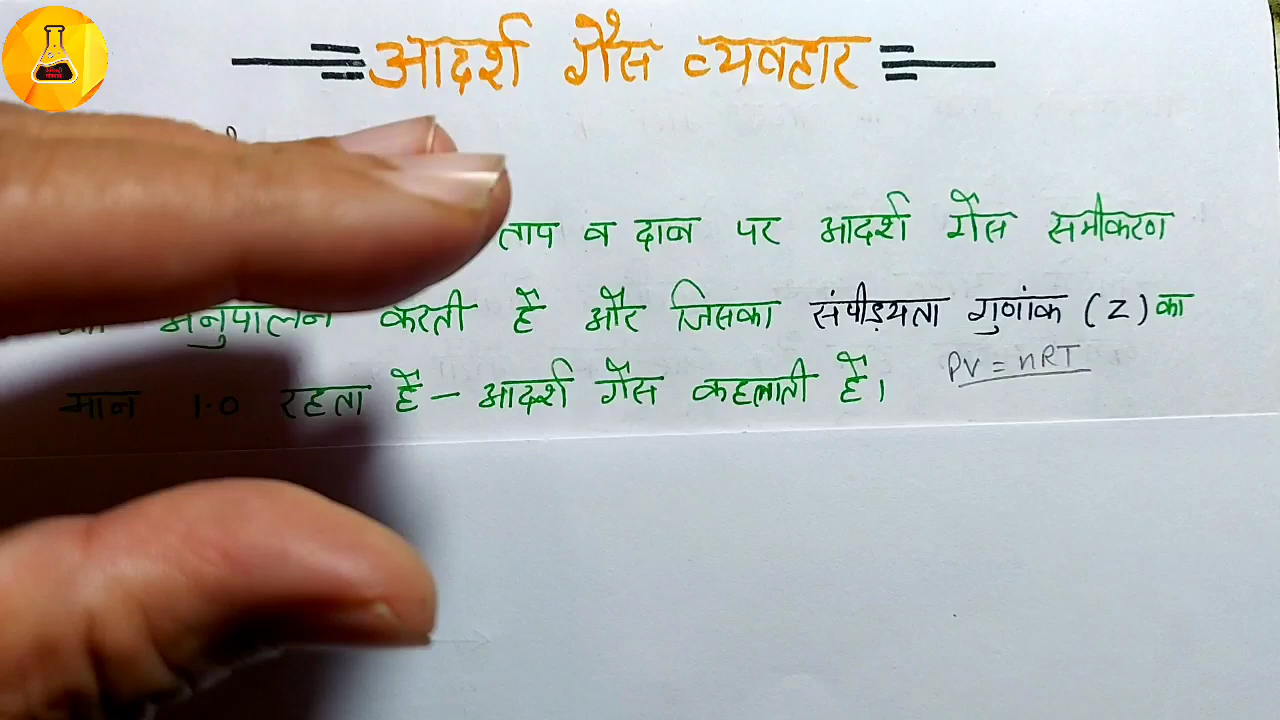 आदर्श गैस व्यवहार
ताप व दाब पर आदर्श गैस समीकरण
अनुपालन करती है और जिसका संपीड्यता गुणांक (Z) का
मान 1.0 रहता है - आदर्श गैस कहलाती है।
PV = nRT